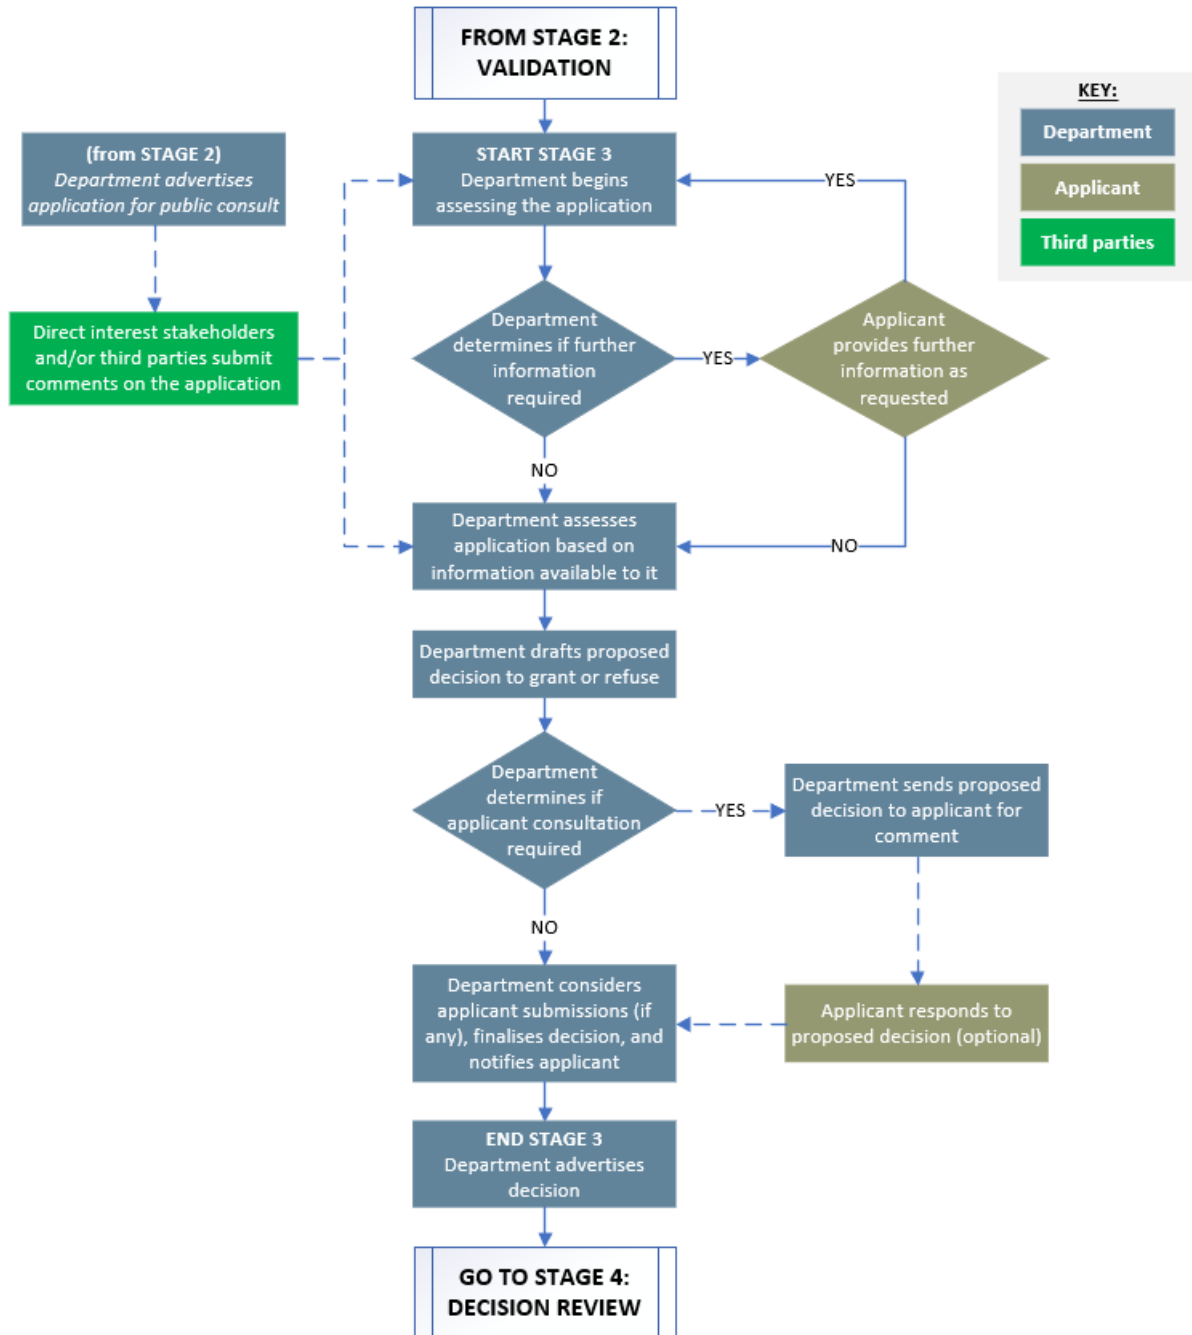 FROM STAGE 2:
VALIDATION
KEY:
Department
Applicant
Third parties
(from STAGE 2)
Department advertises
application for public consult
START STAGE 3
Department begins
assessing the application
YES
Direct interest stakeholders
and/or third parties submit
comments on the application
Department
determines if further
information
required
YES
Applicant
provides further
information as
requested
NO
Department assesses
application based on
information available to it
NO
Department drafts proposed
decision to grant or refuse
Department
determines if
applicant consultation
required
YES
Department sends proposed
decision to applicant for
comment
NO
Department considers
applicant submissions (if
any), finalises decision, and
notifies applicant
Applicant responds to
proposed decision (optional)
END STAGE 3
Department advertises
decision
GO TO STAGE 4:
DECISION REVIEW